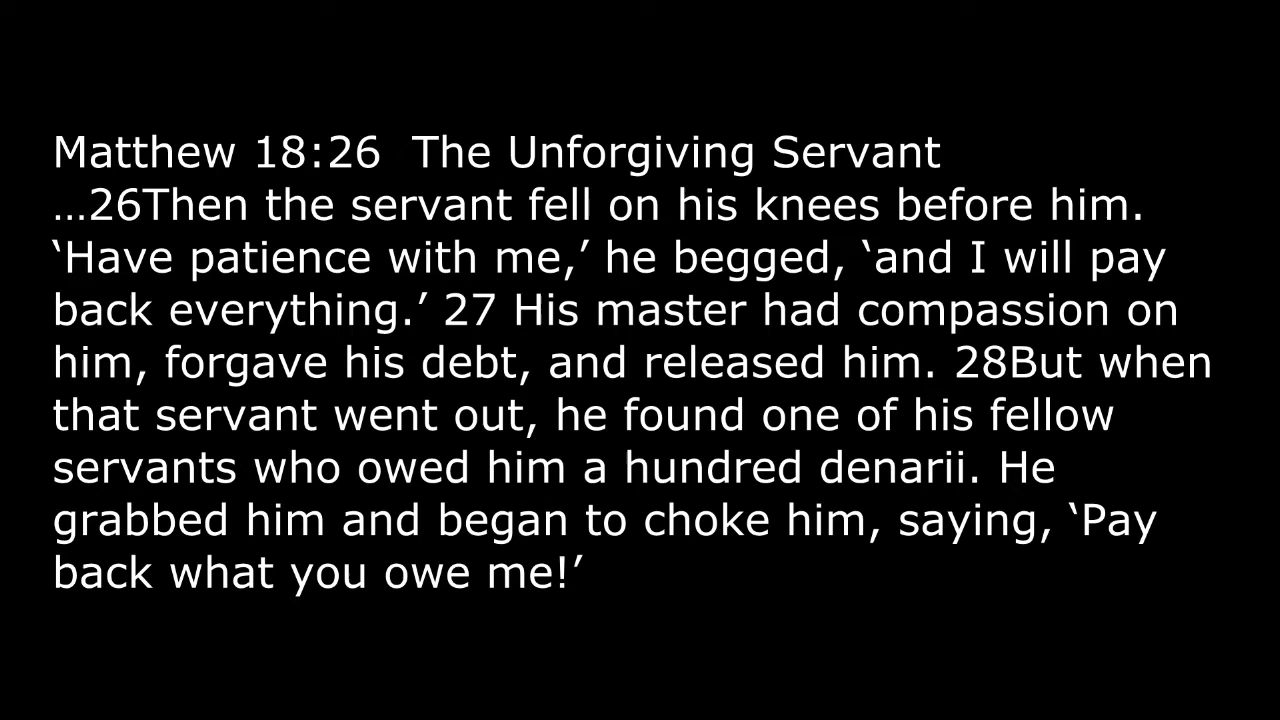 Matthew 18:26  The Unforgiving Servant
…26Then the servant fell on his knees before him.
‘Have patience with me,’ he begged, ‘and I will pay
back everything.’ 27 His master had compassion on
him, forgave his debt, and released him. 28But when
that servant went out, he found one of his fellow
servants who owed him a hundred denarii. He
grabbed him and began to choke him, saying, ‘Pay
back what you owe me!’